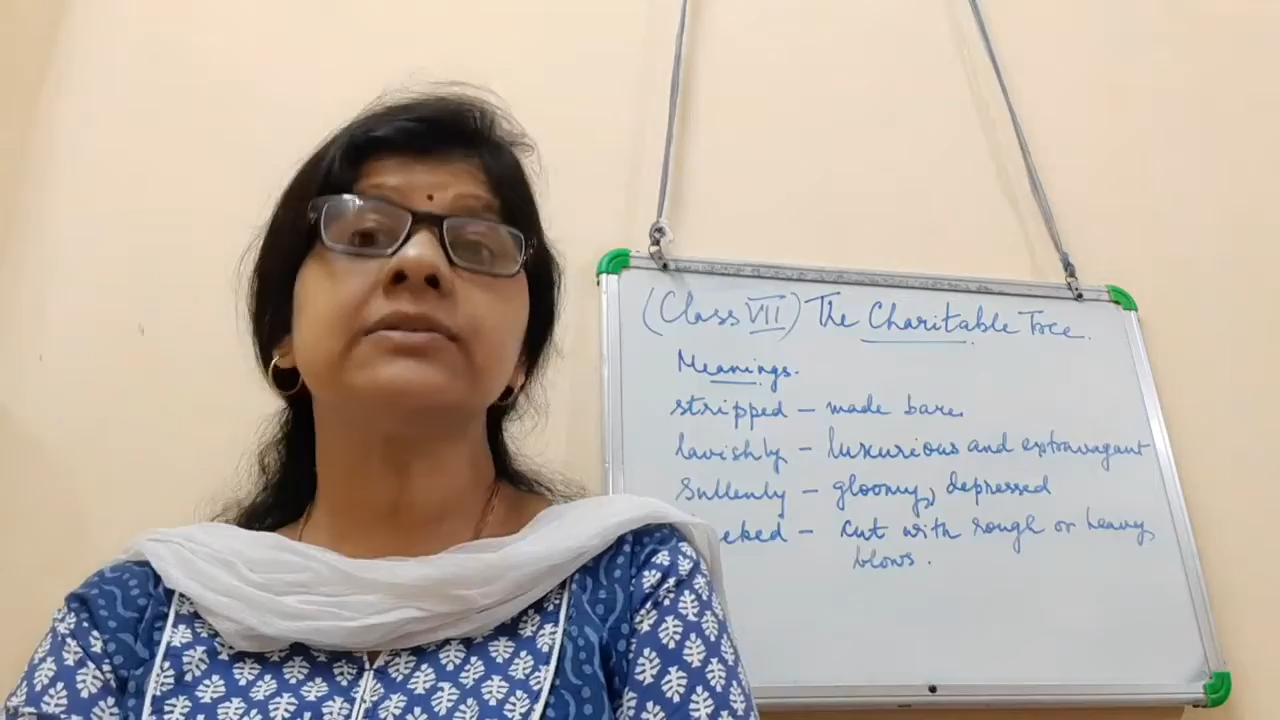 (Class VII) The Charitable Tree.
Meanings.
stripped – made bare.
lavishly – luxurious and extravagant
Sullenly – gloomy, depressed
– cut with rough or heavy
blows.